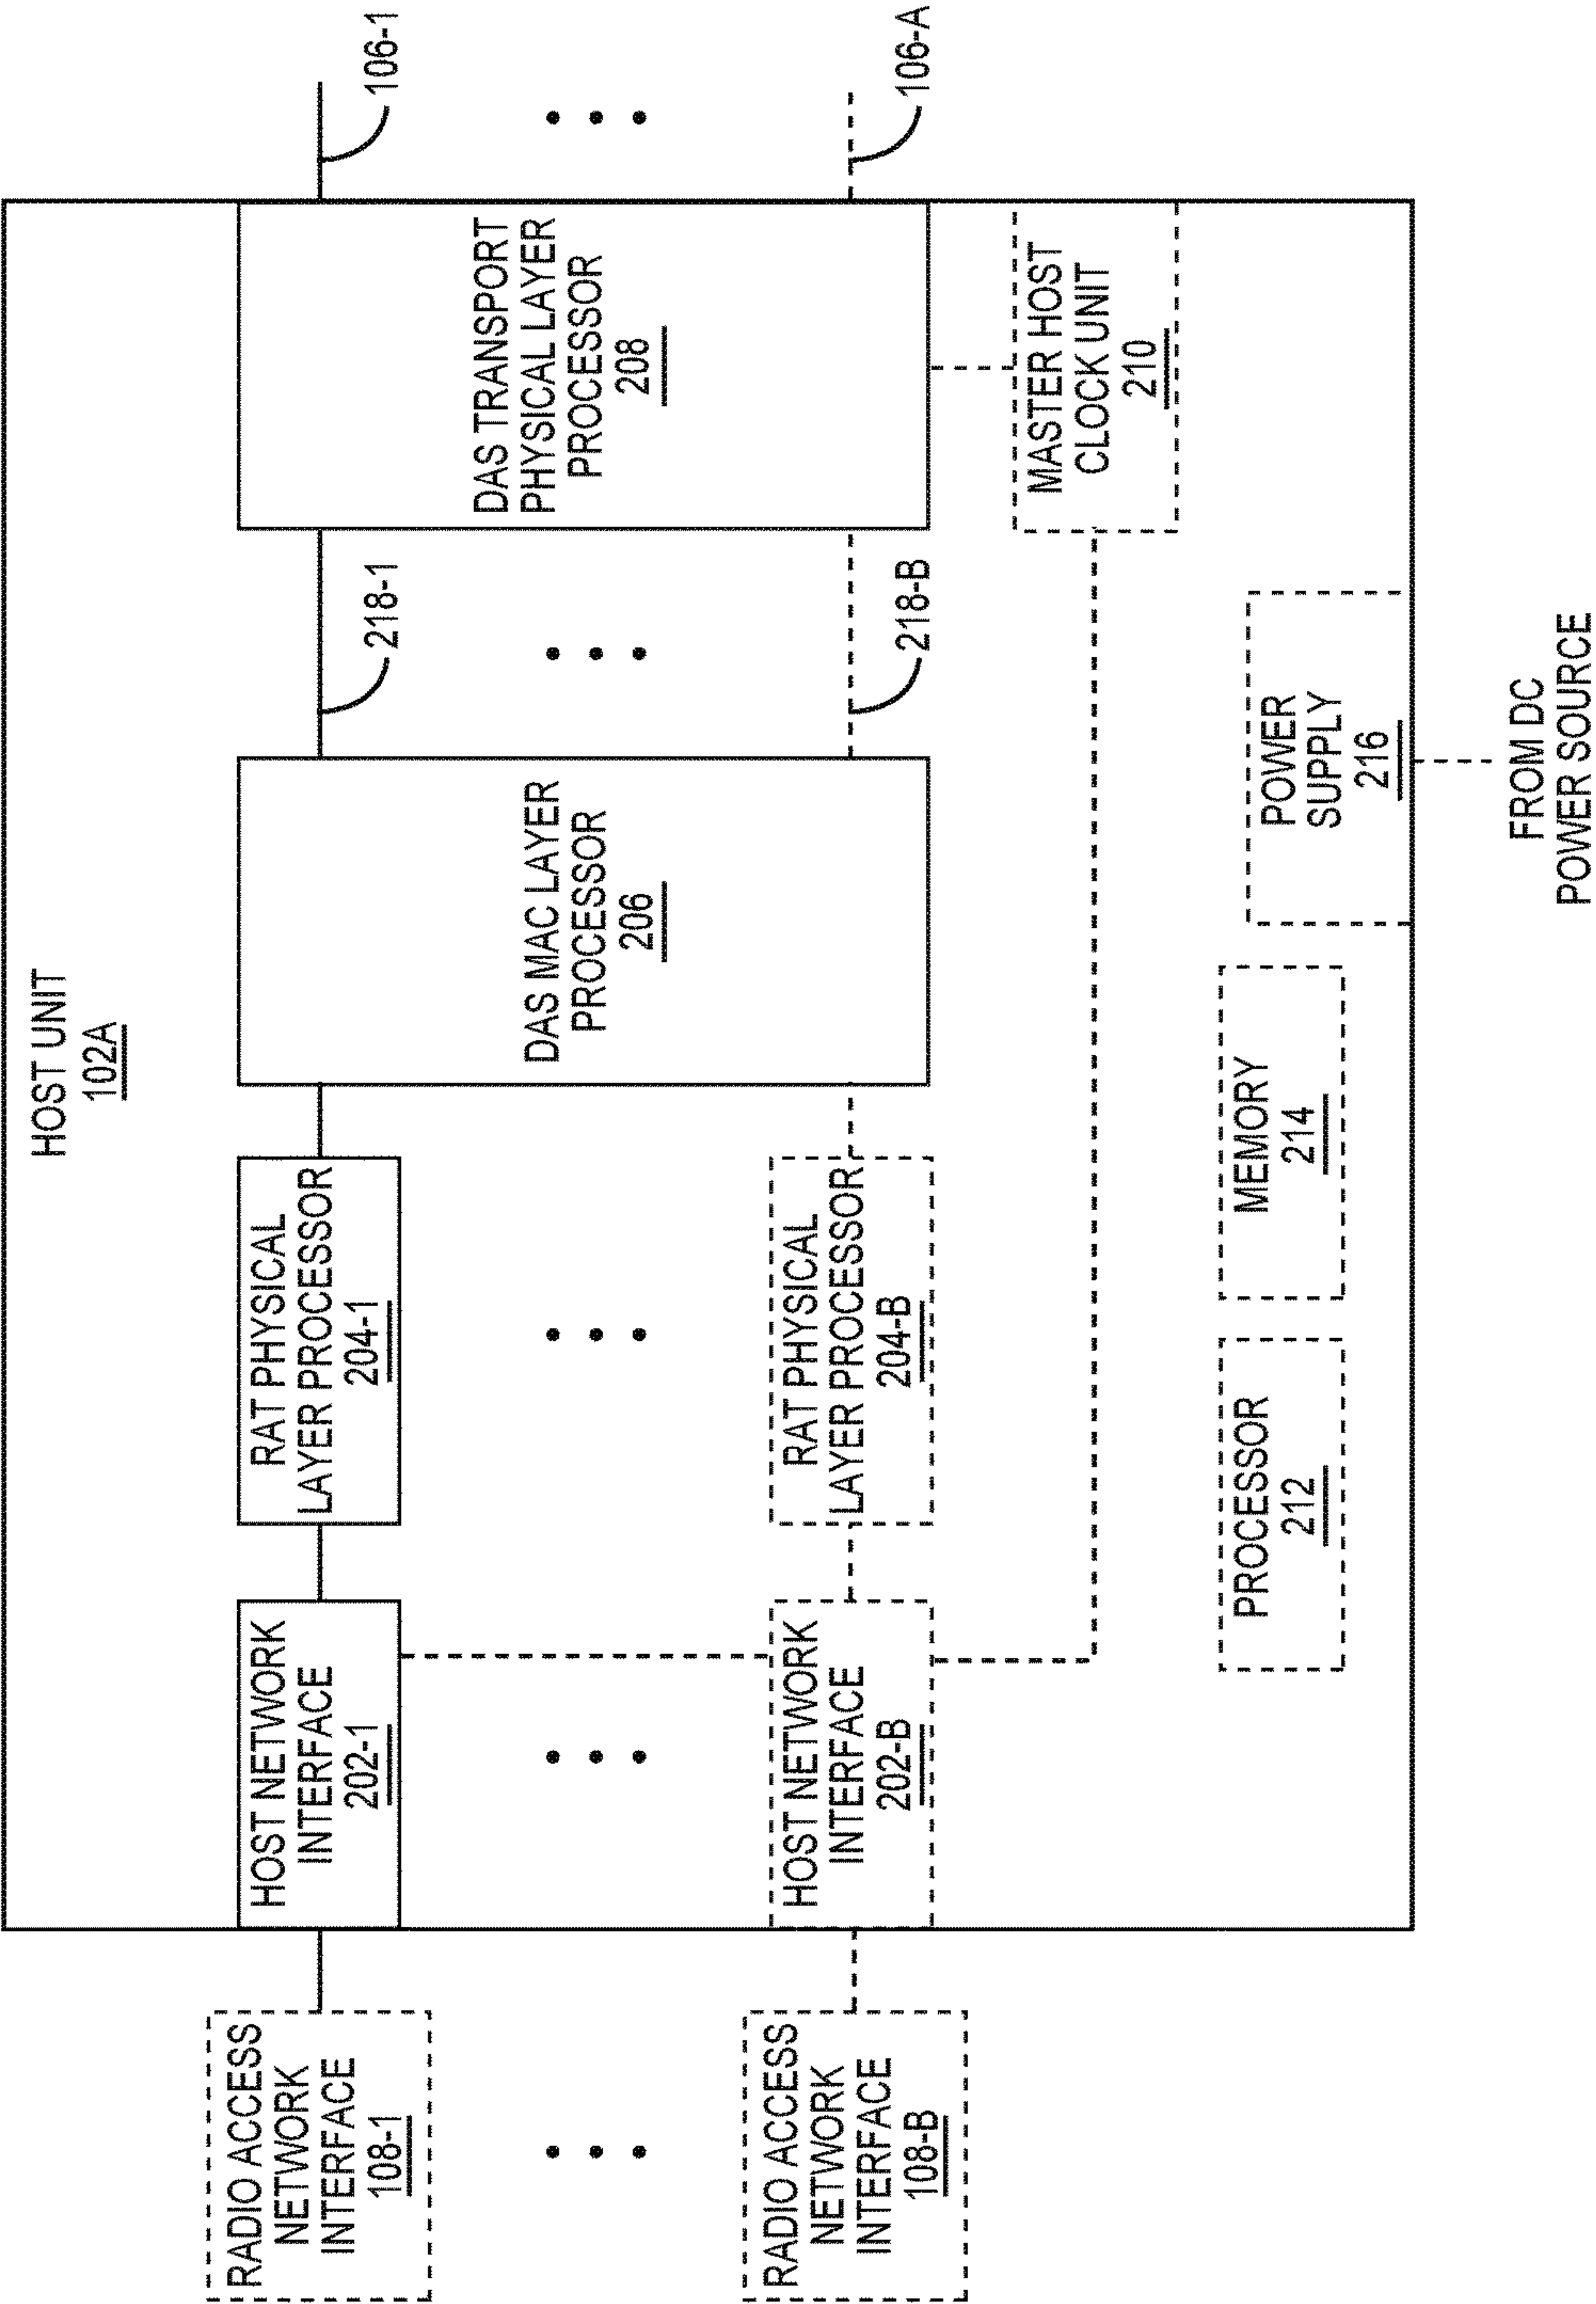 HOST UNIT
102A
RADIO ACCESS
NETWORK
INTERFACE
108-1
HOST NETWORK
INTERFACE
202-1
RAT PHYSICAL
LAYER PROCESSOR
204-1
DAS MAC LAYER
PROCESSOR
206
218-1
DAS TRANSPORT
PHYSICAL LAYER
PROCESSOR
208
106-1
RADIO ACCESS
NETWORK
INTERFACE
108-B
HOST NETWORK
INTERFACE
202-B
RAT PHYSICAL
LAYER PROCESSOR
204-B
218-B
106-A
MASTER HOST
CLOCK UNIT
210
PROCESSOR
212
MEMORY
214
POWER
SUPPLY
216
FROM DC
POWER SOURCE